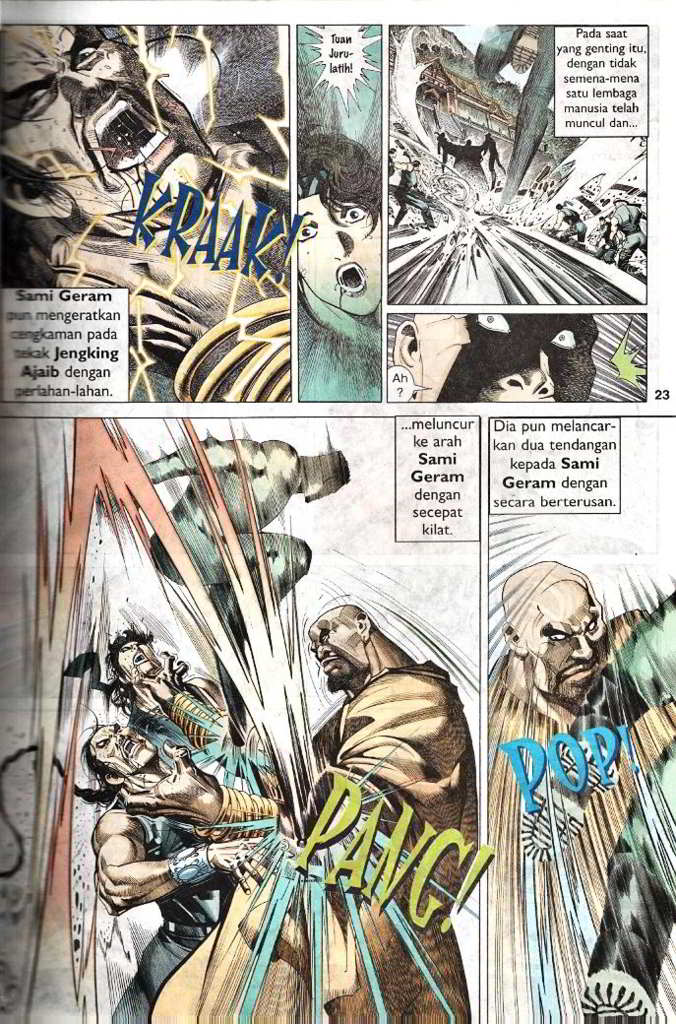 KRAAK!
Sami Geram
pun mengeratkan
cengkaman pada
tekak Jengking
Ajaib dengan
perlahan-lahan.
Tuan
Juru-
latih!
Pada saat
yang genting itu,
dengan tidak
semena-mena
satu lembaga
manusia telah
muncul dan...
Ah
?
23
...meluncur
ke arah
Sami
Geram
dengan
secepat
kilat.
PANG!
Dia pun melancar-
kan dua tendangan
kepada Sami
Geram dengan
secara berterusan.
POP!